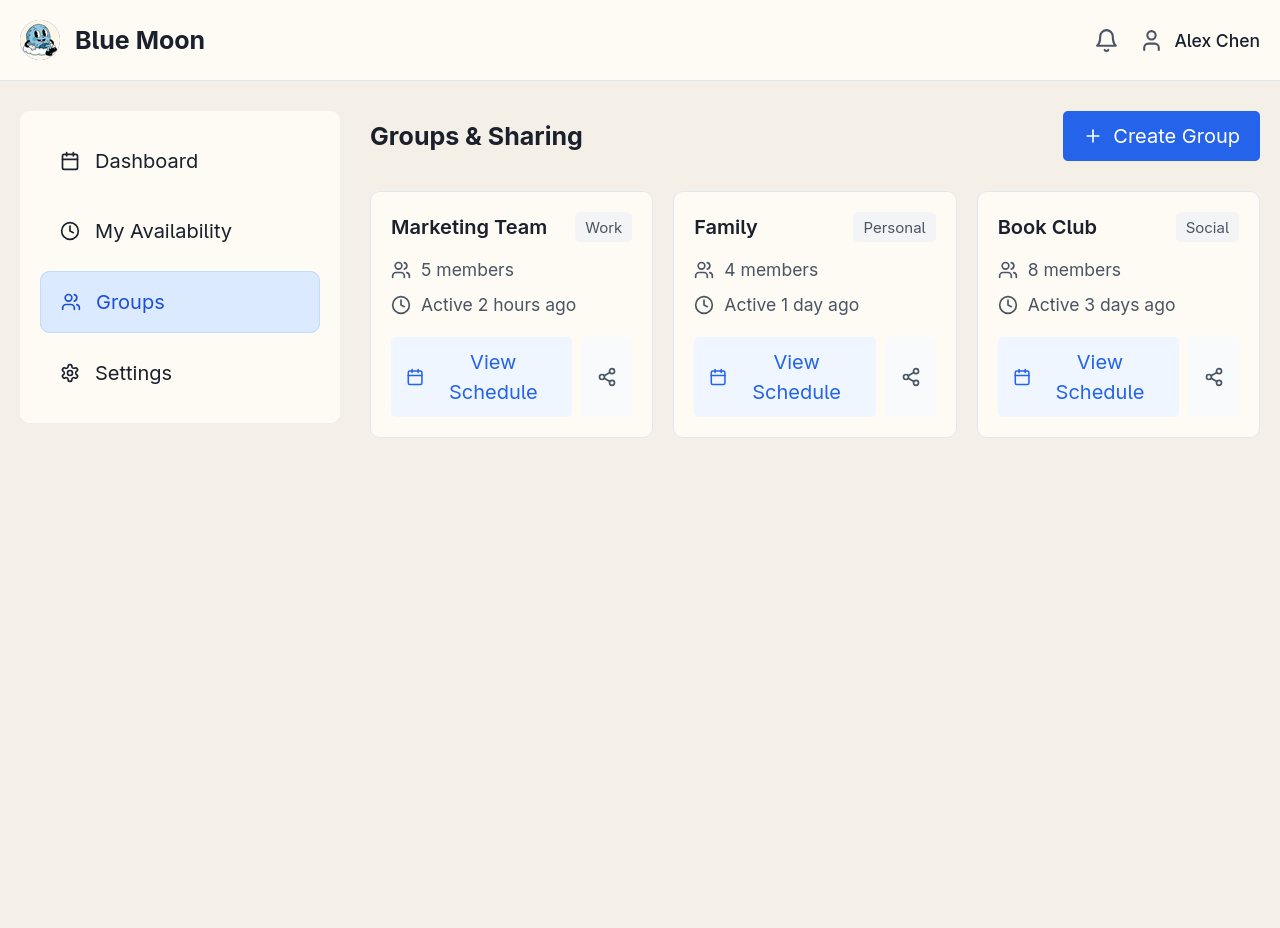 Blue Moon
Alex Chen
Dashboard
My Availability
Groups
Settings
Groups & Sharing
Create Group
Marketing Team
Work
5 members
Active 2 hours ago
View
Schedule
Family
Personal
4 members
Active 1 day ago
View
Schedule
Book Club
Social
8 members
Active 3 days ago
View
Schedule